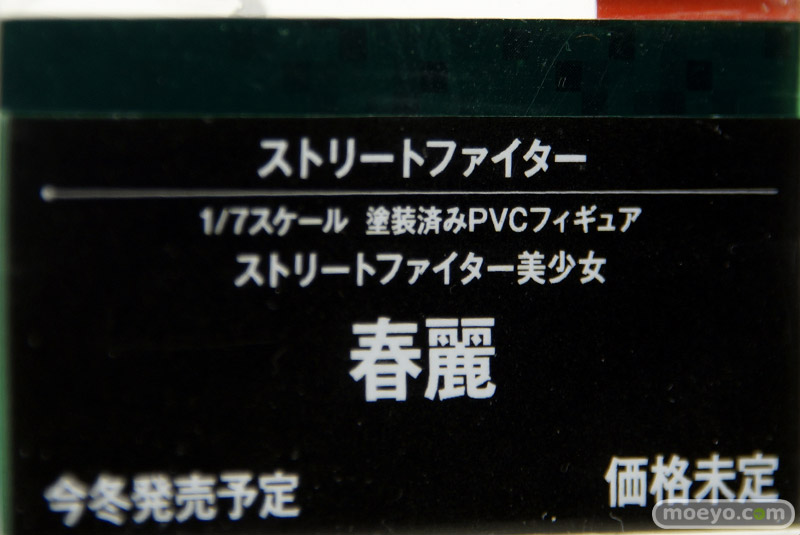 ストリートファイター
1/7スケール 塗装済みPVCフィギュア
ストリートファイター美少女
春麗
今冬発売予定
価格未定
moeyo.com